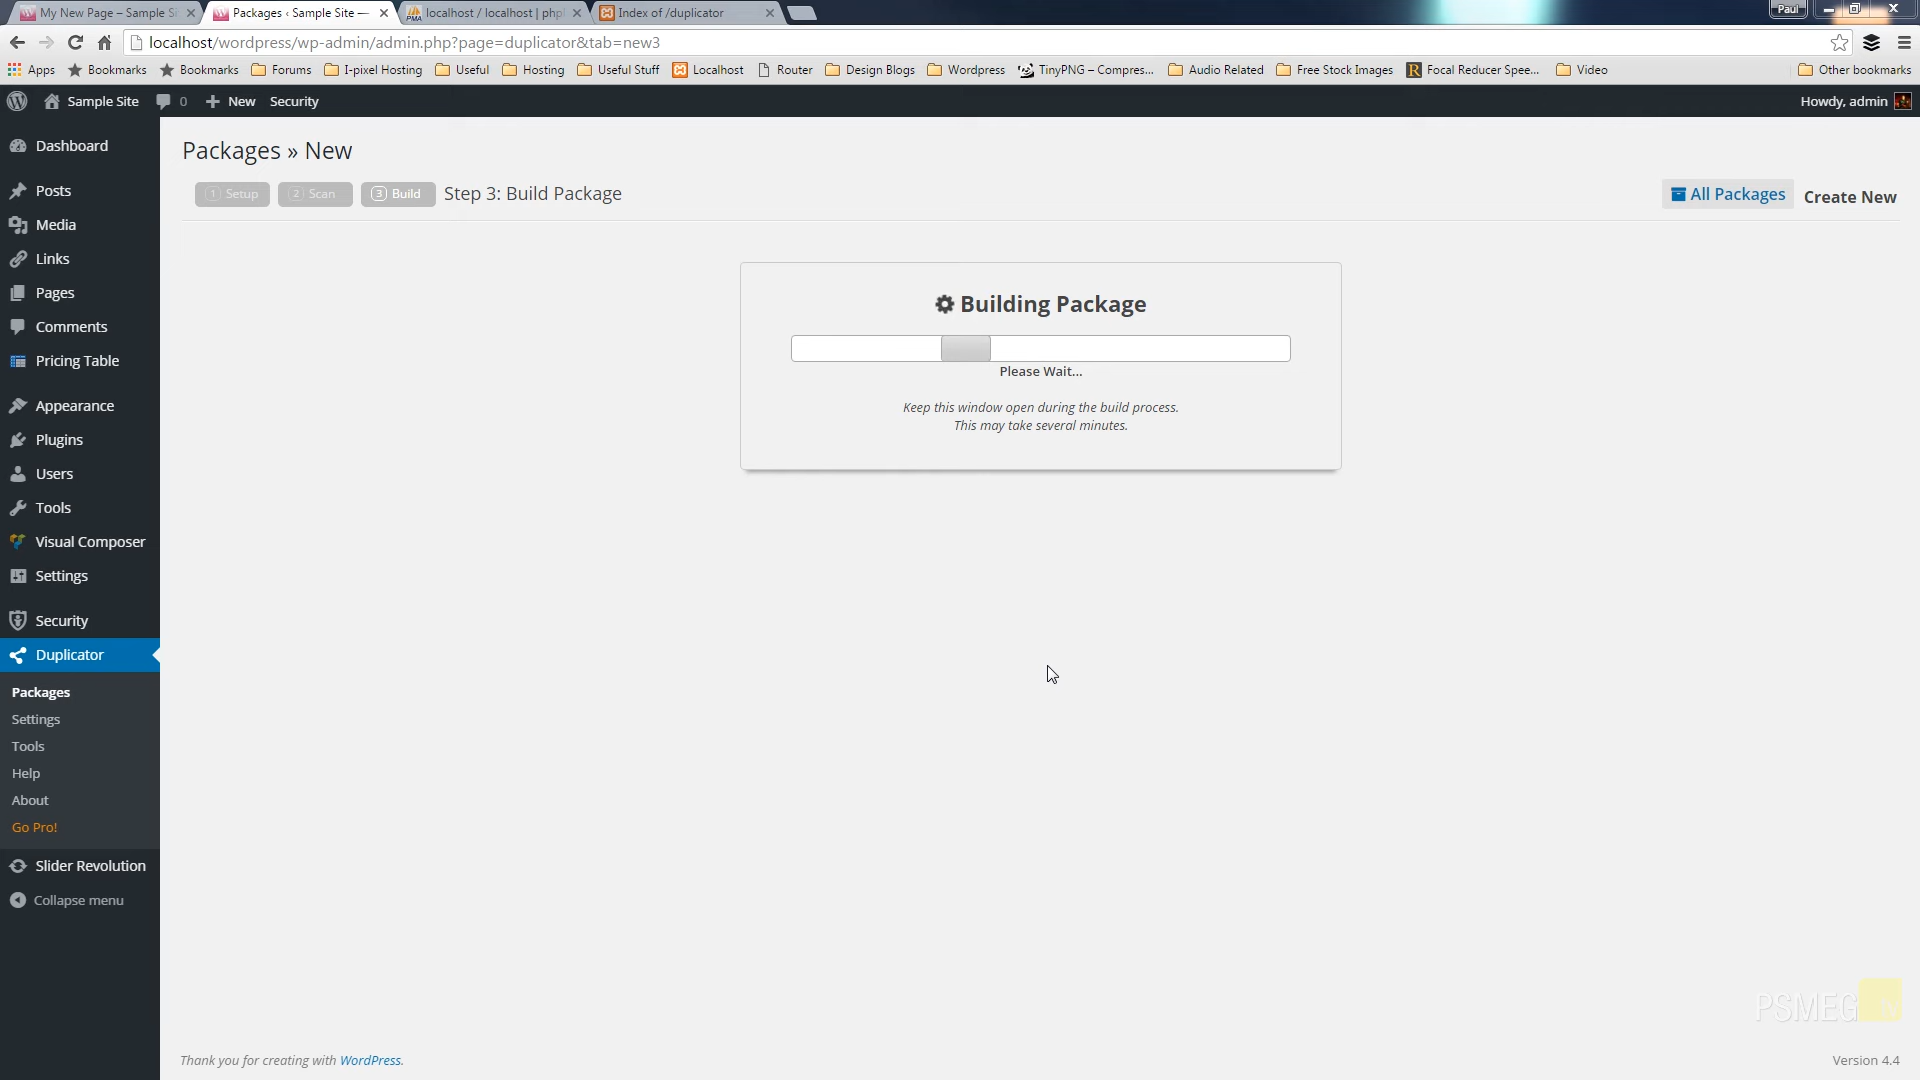 My New Page – Sample Si
Packages ‹ Sample Site —
localhost / localhost | php
Index of /duplicator
Paul
localhost/wordpress/wp-admin/admin.php?page=duplicator&tab=new3
Apps
Bookmarks
Bookmarks
Forums
I-pixel Hosting
Useful
Hosting
Useful Stuff
Localhost
Router
Design Blogs
Wordpress
TinyPNG – Compres...
Audio Related
Free Stock Images
Focal Reducer Spee...
Video
Other bookmarks
Sample Site
0
New
Security
Howdy, admin
Dashboard
Posts
Media
Links
Pages
Comments
Pricing Table
Appearance
Plugins
Users
Tools
Visual Composer
Settings
Security
Duplicator
Packages
Settings
Tools
Help
About
Go Pro!
Slider Revolution
Collapse menu
Packages » New
1 Setup
2 Scan
3 Build
Step 3: Build Package
All Packages
Create New
Building Package
Please Wait...
Keep this window open during the build process.
This may take several minutes.
PSMEG
Thank you for creating with WordPress.
Version 4.4